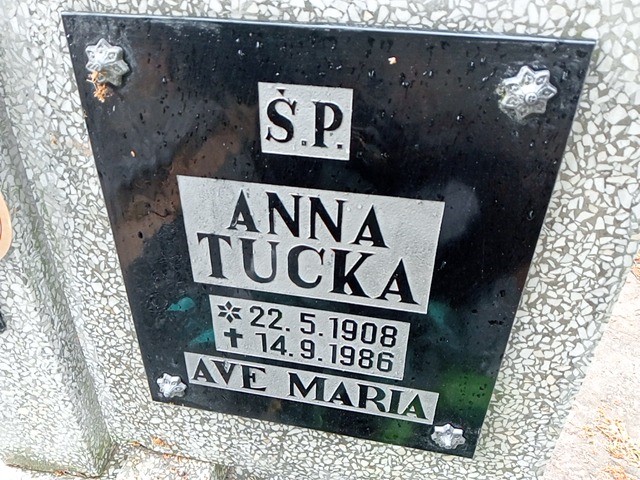 Ś.P.
ANNA
TUCKA
* 22.5.1908
✝ 14.9.1986
AVE MARIA